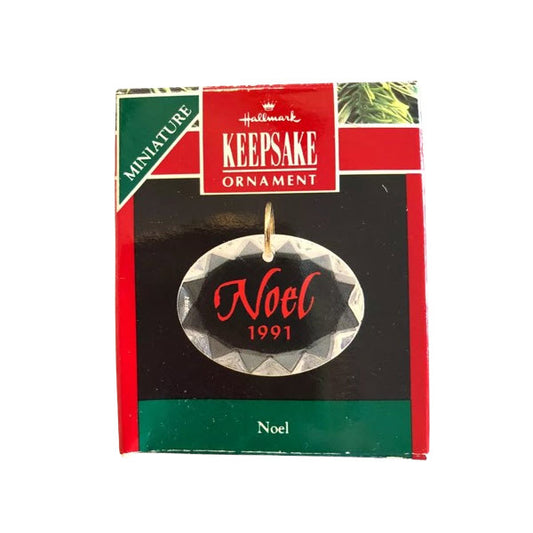 MINIATURE
Hallmark
KEEPSAKE
ORNAMENT
Noel
1991
Noel